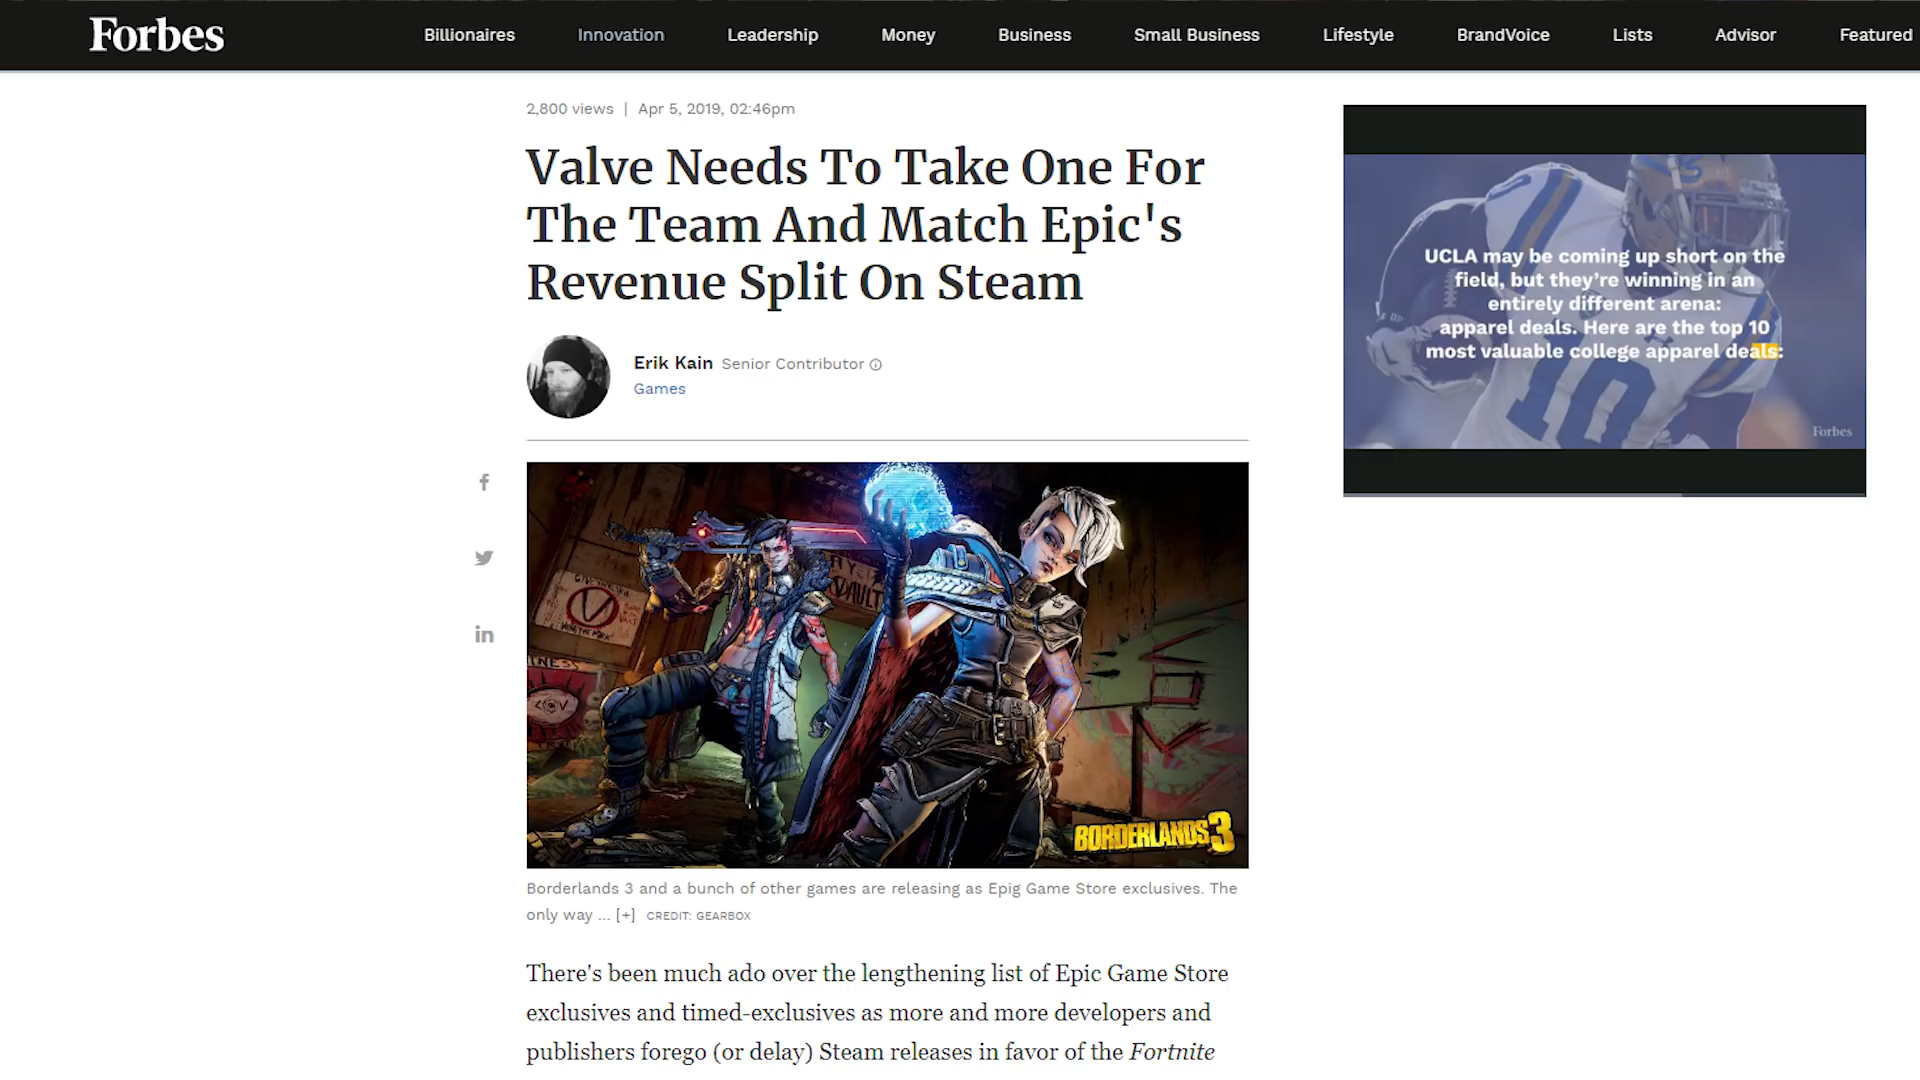 Forbes
Billionaires
Innovation
Leadership
Money
Business
Small Business
Lifestyle
BrandVoice
Lists
Advisor
Featured
2,800 views | Apr 5, 2019, 02:46pm
Valve Needs To Take One For
The Team And Match Epic's
Revenue Split On Steam
Erik Kain Senior Contributor
Games
UCLA may be coming up short on the
field, but they're winning in an
entirely different arena:
apparel deals. Here are the top 10
most valuable college apparel deals:
10
Forbes
VAULT
COV
BORDERLANDS 3
Borderlands 3 and a bunch of other games are releasing as Epig Game Store exclusives. The
only way ... [+] CREDIT: GEARBOX
There's been much ado over the lengthening list of Epic Game Store
exclusives and timed-exclusives as more and more developers and
publishers forego (or delay) Steam releases in favor of the Fortnite